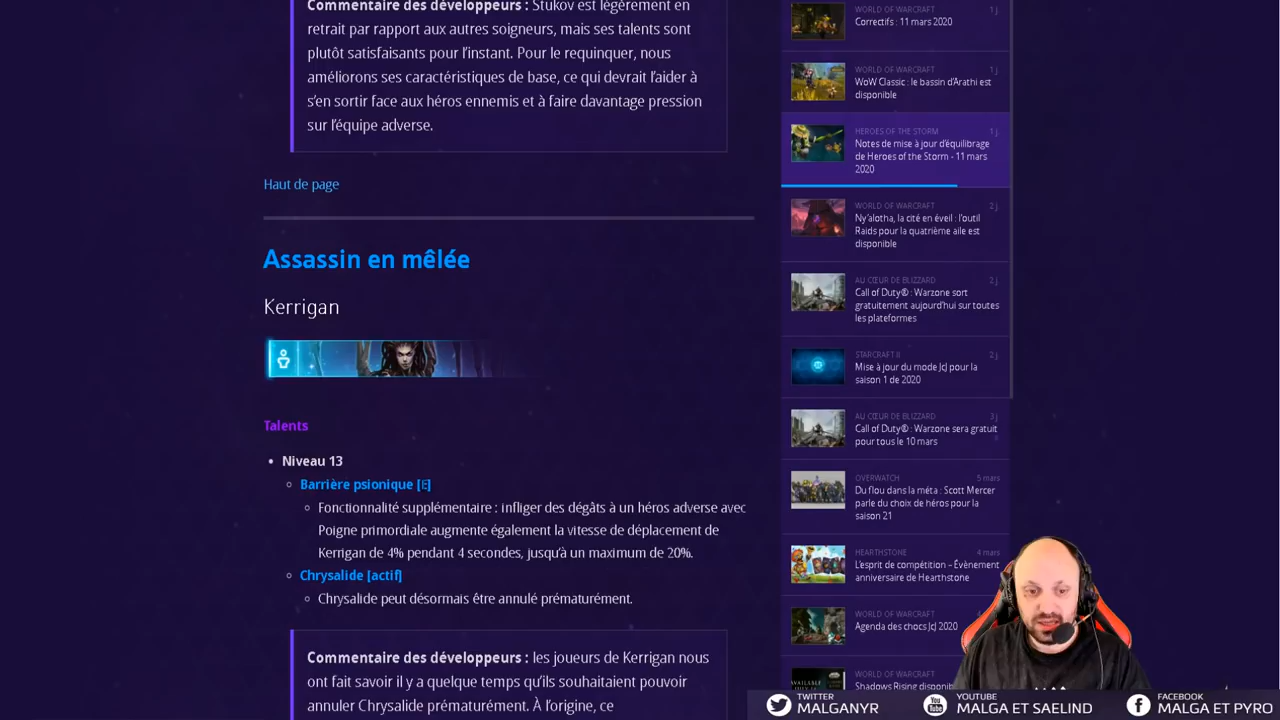 Commentaire des développeurs : Stukov est légèrement en
retrait par rapport aux autres soigneurs, mais ses talents sont
plutôt satisfaisants pour l'instant. Pour le requinquer, nous
améliorons ses caractéristiques de base, ce qui devrait l'aider à
s'en sortir face aux héros ennemis et à faire davantage pression
sur l'équipe adverse.
Haut de page
Assassin en mêlée
Kerrigan
Talents
• Niveau 13
Barrière psionique [E]
Fonctionnalité supplémentaire : infliger des dégâts à un héros adverse avec
Poigne primordiale augmente également la vitesse de déplacement de
Kerrigan de 4% pendant 4 secondes, jusqu'à un maximum de 20%.
Chrysalide [actif]
Chrysalide peut désormais être annulé prématurément.
Commentaire des développeurs : les joueurs de Kerrigan nous
ont fait savoir il y a quelque temps qu'ils souhaitaient pouvoir
annuler Chrysalide prématurément. À l'origine, ce
WORLD OF WARCRAFT 1 j
Correctifs : 11 mars 2020
WORLD OF WARCRAFT 1 j
WoW Classic : le bassin d'Arathi est
disponible
HEROES OF THE STORM 1 j
Notes de mise à jour d'équilibrage
de Heroes of the Storm - 11 mars
2020
WORLD OF WARCRAFT 2 j
Ny'alotha, la cité en éveil : l'outil
Raids pour la quatrième aile est
disponible
AU CŒUR DE BLIZZARD 2 j
Call of Duty® : Warzone sort
gratuitement aujourd'hui sur toutes
les plateformes
STARCRAFT II 2 j
Mise à jour du mode JcJ pour la
saison 1 de 2020
AU CŒUR DE BLIZZARD 3 j
Call of Duty® : Warzone sera gratuit
pour tous le 10 mars
OVERWATCH 5 mars
Du flou dans la méta : Scott Mercer
parle du choix de héros pour la
saison 21
HEARTHSTONE 4 mars
L'esprit de compétition – Évènement
anniversaire de Hearthstone
WORLD OF WARCRAFT
Agenda des chocs JcJ 2020
WORLD OF WARCRAFT
Shadows Rising
TWITTER
MALGANYR
YOUTUBE
MALGA ET SAELIND
FACEBOOK
MALGA ET PYRO